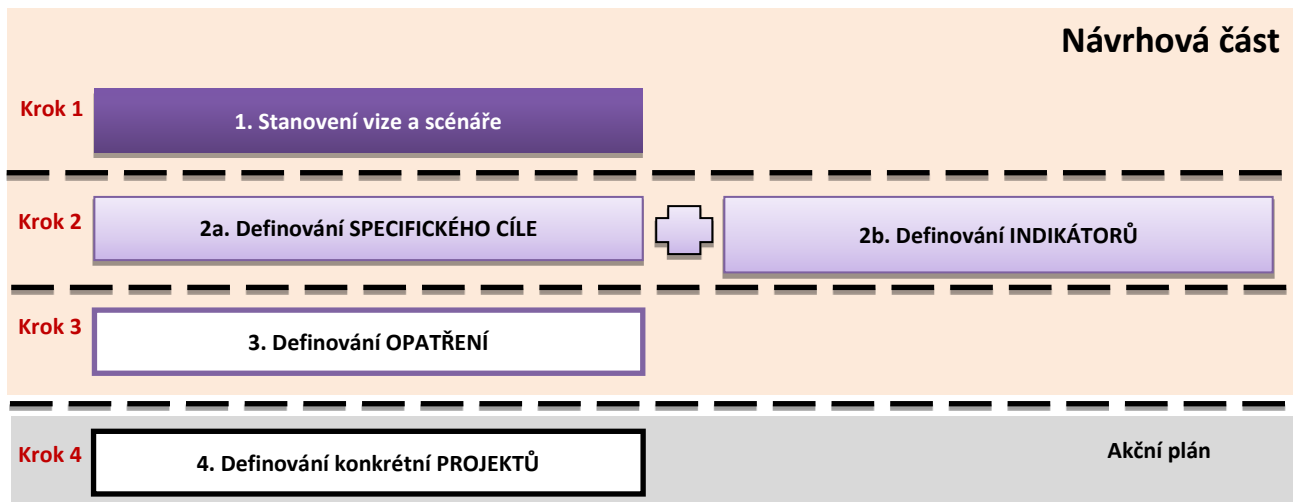 Návrhová část
Krok 1
1. Stanovení vize a scénáře
Krok 2
2a. Definování SPECIFICKÉHO CÍLE
2b. Definování INDIKÁTORŮ
Krok 3
3. Definování OPATŘENÍ
Krok 4
4. Definování konkrétní PROJEKTŮ
Akční plán